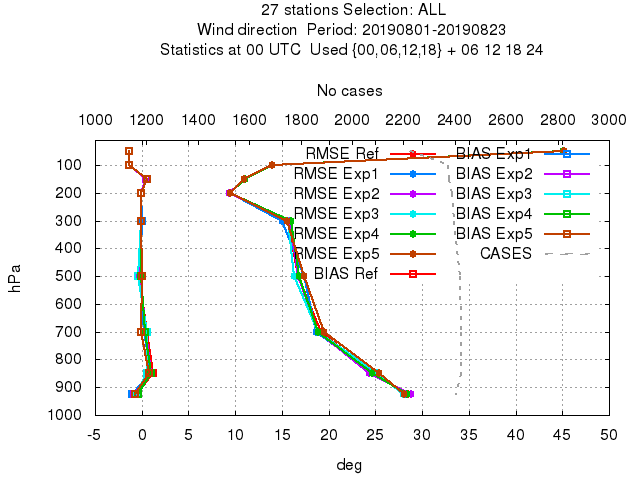 27 stations Selection: ALL
Wind direction  Period: 20190801-20190823
Statistics at 00 UTC  Used {00,06,12,18} + 06 12 18 24
No cases
1000 1200 1400 1600 1800 2000 2200 2400 2600 2800 3000
RMSE Ref
RMSE Exp1
RMSE Exp2
RMSE Exp3
RMSE Exp4
RMSE Exp5
BIAS Ref
BIAS Exp1
BIAS Exp2
BIAS Exp3
BIAS Exp4
BIAS Exp5
CASES
hPa
100
200
300
400
500
600
700
800
900
1000
-5 0 5 10 15 20 25 30 35 40 45 50
deg